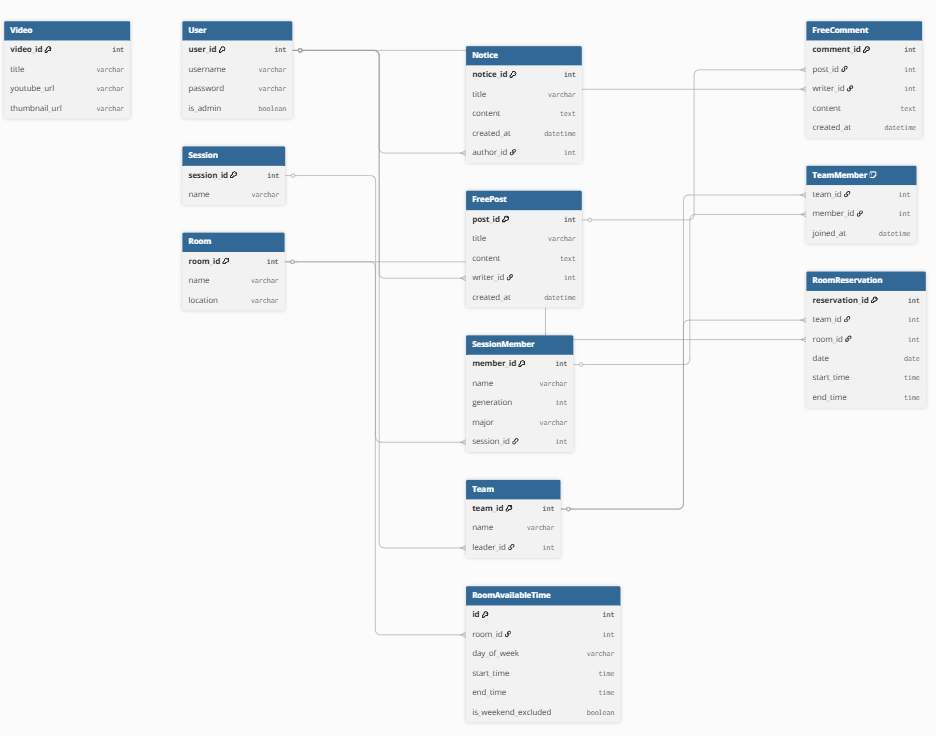 Video
video_id int
title varchar
youtube_url varchar
thumbnail_url varchar
User
user_id int
username varchar
password varchar
is_admin boolean
Session
session_id int
name varchar
Room
room_id int
name varchar
location varchar
Notice
notice_id int
title varchar
content text
created_at datetime
author_id int
FreePost
post_id int
title varchar
content text
writer_id int
created_at datetime
SessionMember
member_id int
name varchar
generation int
major varchar
session_id int
Team
team_id int
name varchar
leader_id int
RoomAvailableTime
id int
room_id int
day_of_week varchar
start_time time
end_time time
is_weekend_excluded boolean
FreeComment
comment_id int
post_id int
writer_id int
content text
created_at datetime
TeamMember
team_id int
member_id int
joined_at datetime
RoomReservation
reservation_id int
team_id int
room_id int
date date
start_time time
end_time time